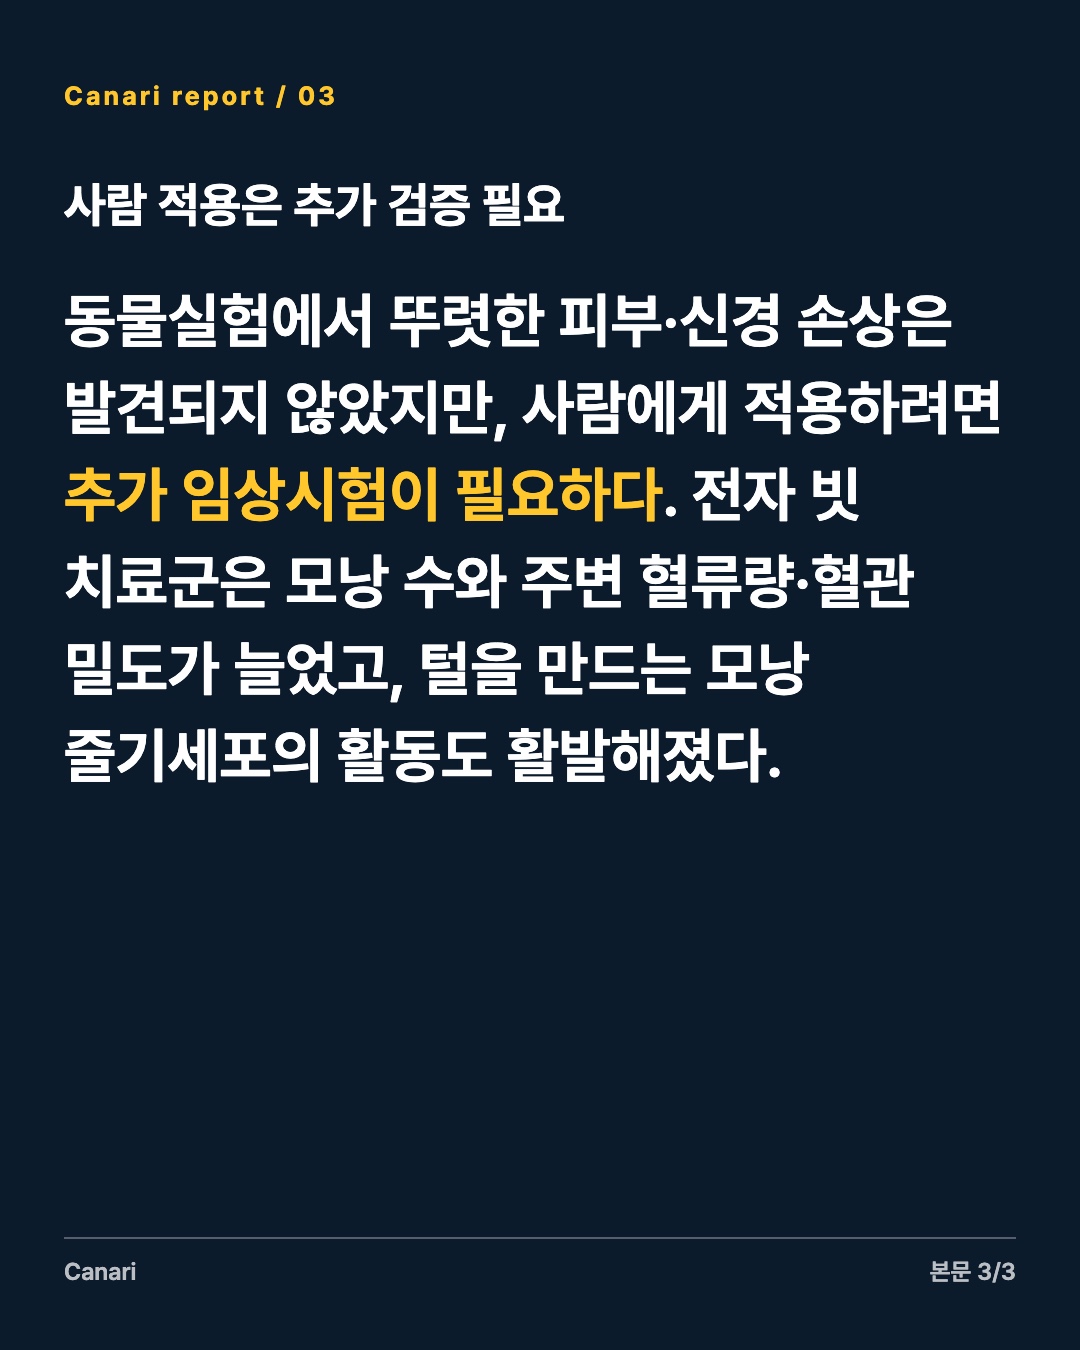 Canari report / 03
사람 적용은 추가 검증 필요
동물실험에서 뚜렷한 피부·신경 손상은
발견되지 않았지만, 사람에게 적용하려면
추가 임상시험이 필요하다. 전자 빗
치료군은 모낭 수와 주변 혈류량·혈관
밀도가 늘었고, 털을 만드는 모낭
줄기세포의 활동도 활발해졌다.
Canari
본문 3/3